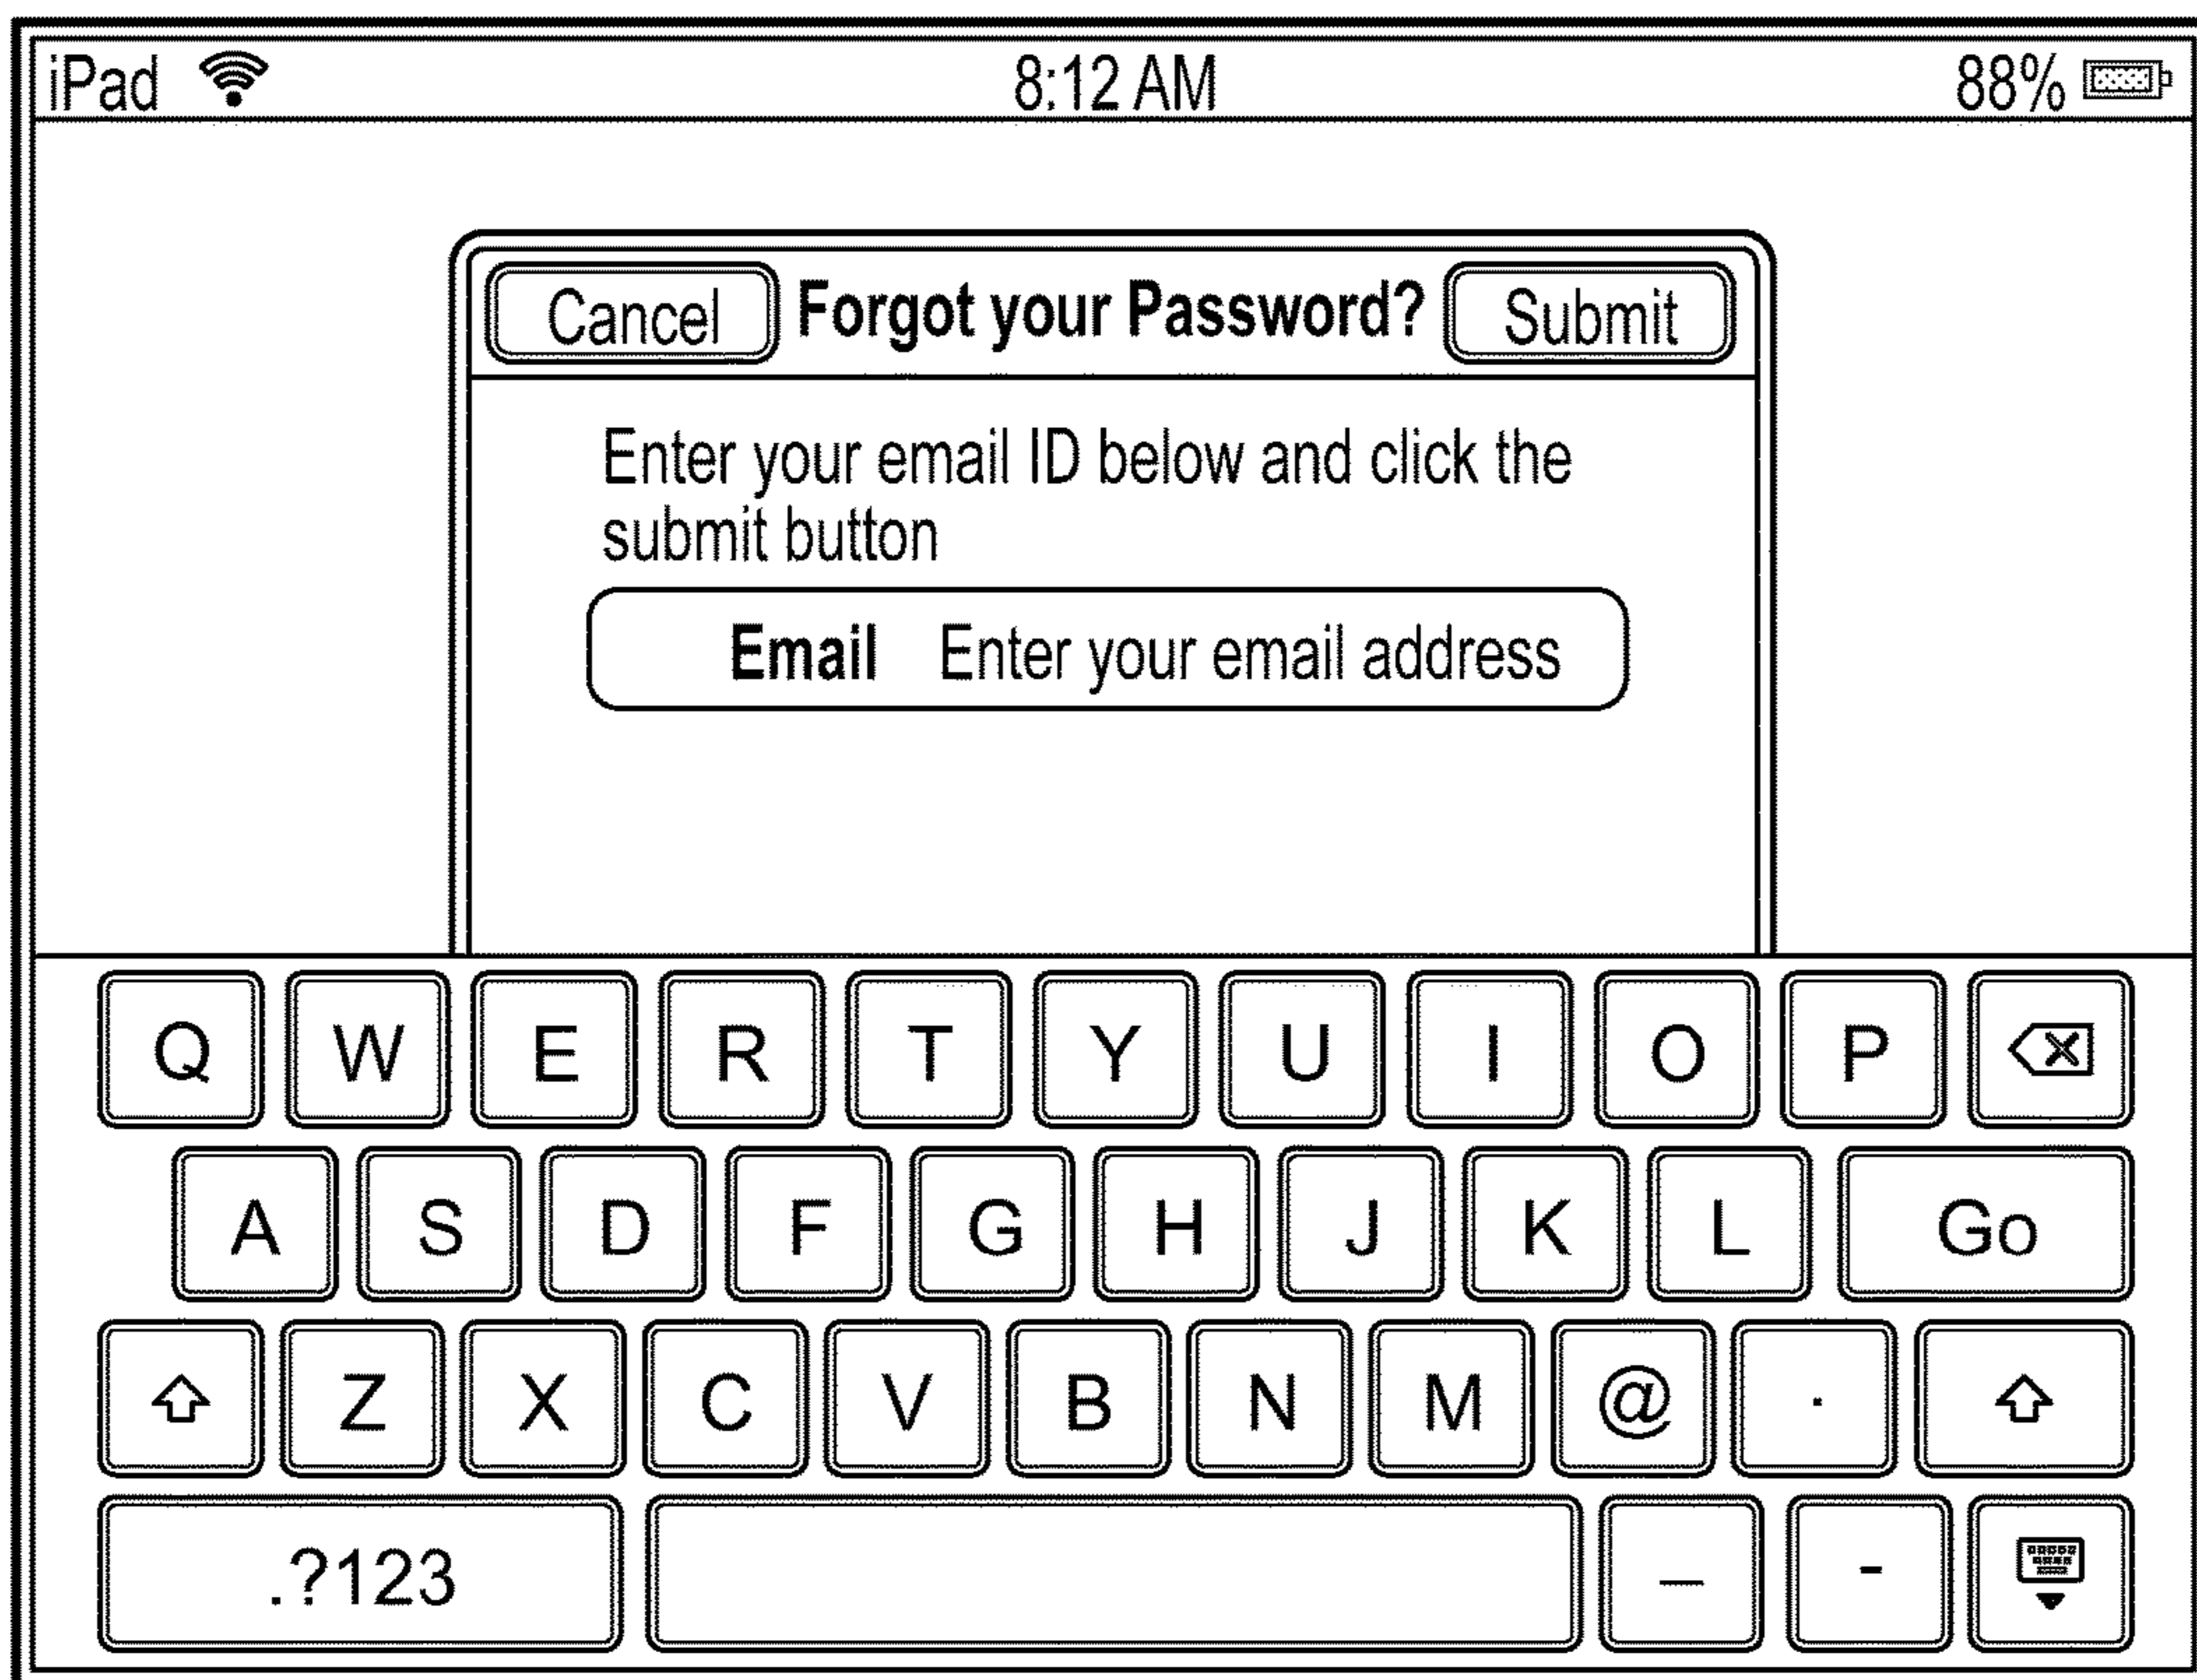 iPad 8:12 AM 88%
Cancel Forgot your Password? Submit
Enter your email ID below and click the
submit button
Email Enter your email address
Q W E R T Y U I O P
A S D F G H J K L Go
Z X C V B N M @ .
.?123 _ -